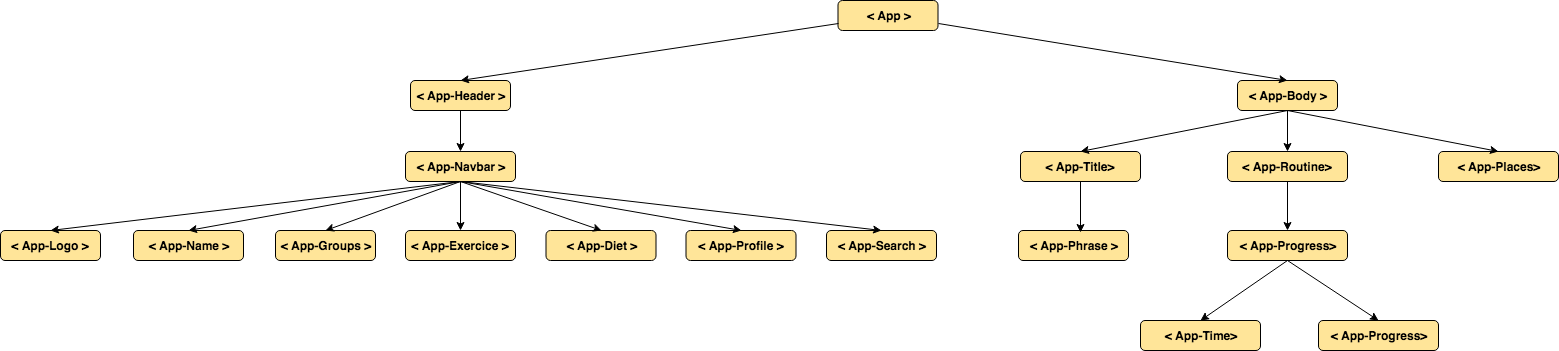 < App >
< App-Header >
< App-Body >
< App-Navbar >
< App-Title>
< App-Routine>
< App-Places>
< App-Logo >
< App-Name >
< App-Groups >
< App-Exercice >
< App-Diet >
< App-Profile >
< App-Search >
< App-Phrase >
< App-Progress>
< App-Time>
< App-Progress>